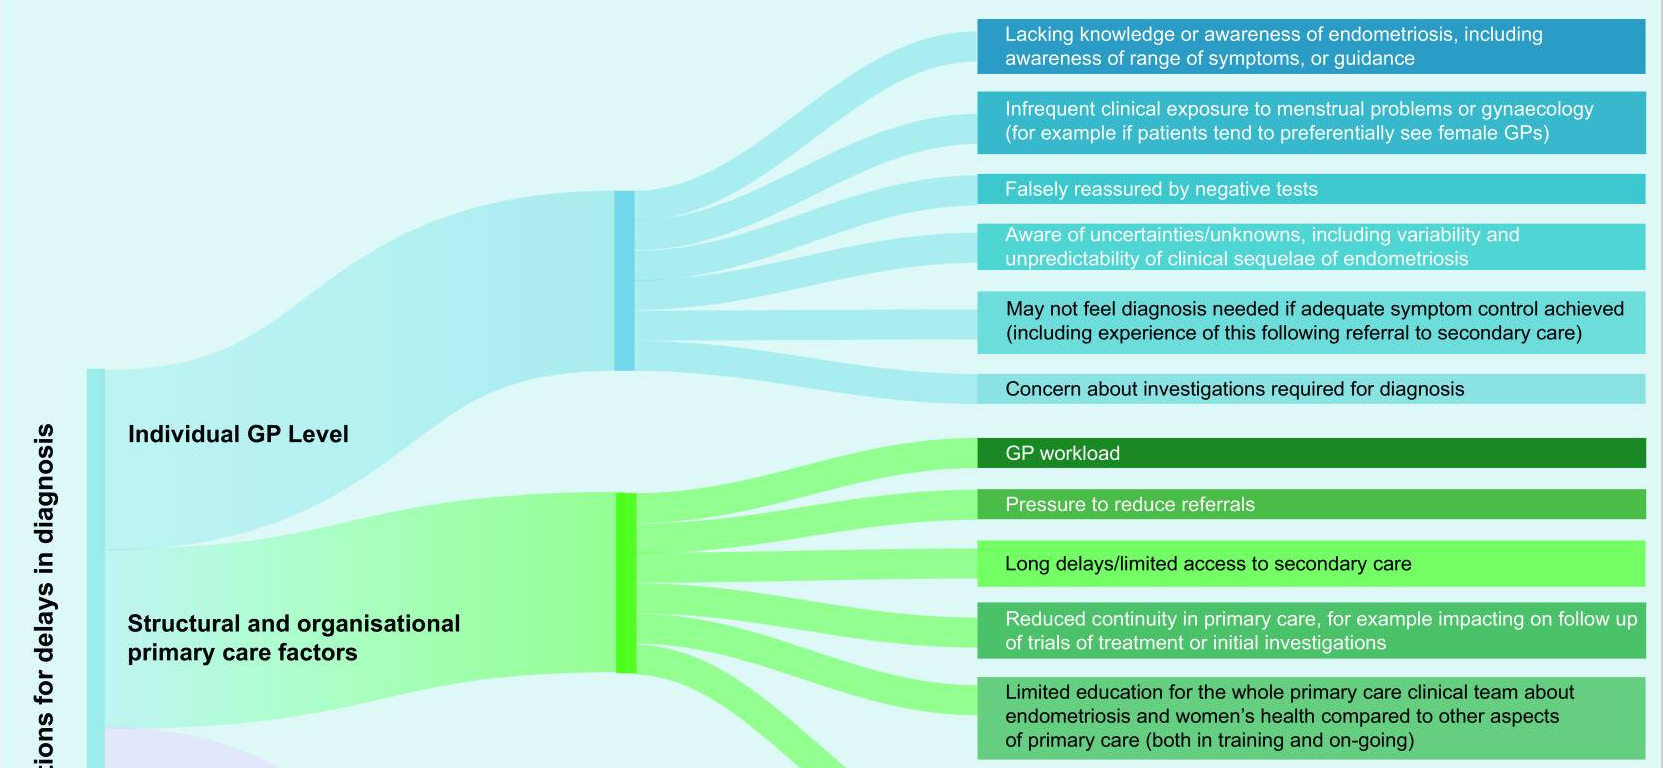 Lacking knowledge or awareness of endometriosis, including
awareness of range of symptoms, or guidance
Infrequent clinical exposure to menstrual problems or gynaecology
(for example if patients tend to preferentially see female GPs)
Falsely reassured by negative tests
Aware of uncertainties/unknowns, including variability and
unpredictability of clinical sequelae of endometriosis
May not feel diagnosis needed if adequate symptom control achieved
(including experience of this following referral to secondary care)
Concern about investigations required for diagnosis
Individual GP Level
GP workload
Pressure to reduce referrals
Long delays/limited access to secondary care
Reduced continuity in primary care, for example impacting on follow up
of trials of treatment or initial investigations
Limited education for the whole primary care clinical team about
endometriosis and women’s health compared to other aspects
of primary care (both in training and on-going)
Structural and organisational
primary care factors
for delays in diagnosis